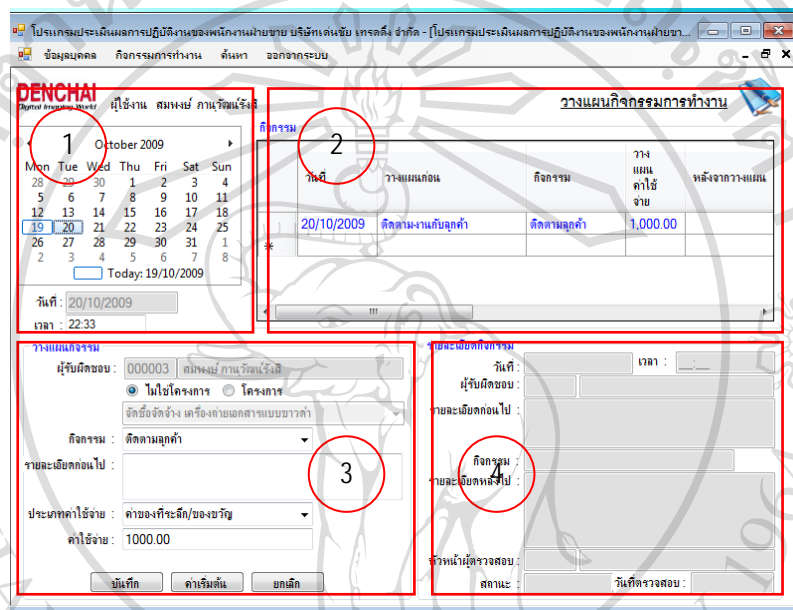 โปรแกรมประเมินผลการปฏิบัติงานของพนักงานฝ่ายขาย บริษัทเด่นชัย เทรดดิ้ง จำกัด - [โปรแกรมประเมินผลการปฏิบัติงานของพนักงานฝ่ายขา...
ข้อมูลบุคคล กิจกรรมการทำงาน ค้นหา ออกจากระบบ
DENCHAI
Digital Imaging World
ผู้ใช้งาน สมพงษ์ ภานุวัฒน์รังสิ
วางแผนกิจกรรมการทำงาน
1
October 2009
Mon Tue Wed Thu Fri Sat Sun
28 29 30 1 2 3 4
5 6 7 8 9 10 11
12 13 14 15 16 17 18
19 20 21 22 23 24 25
26 27 28 29 30 31 1
2 3 4 5 6 7 8
Today: 19/10/2009
วันที่ : 20/10/2009
เวลา : 22:33
กิจกรรม
2
วันที่ วางแผนก่อน กิจกรรม วางแผนค่าใช้จ่าย หลังจากวางแผน
20/10/2009 ติดตามงานกับลูกค้า ติดตามลูกค้า 1,000.00
*
วางแผนกิจกรรม
ผู้รับผิดชอบ : 000003 สมพงษ์ ภานุวัฒน์รังสิ
ไม่ใช่โครงการ โครงการ
จัดซื้อจัดจ้าง เครื่องถ่ายเอกสารแบบขาวดำ
กิจกรรม : ติดตามลูกค้า
รายละเอียดก่อนไป :
3
ประเภทค่าใช้จ่าย : ค่าของที่ระลึก/ของขวัญ
ค่าใช้จ่าย : 1000.00
บันทึก ค่าเริ่มต้น ยกเลิก
รายละเอียดกิจกรรม
วันที่ : เวลา : __:__
ผู้รับผิดชอบ :
รายละเอียดก่อนไป :
กิจกรรม :
4
รายละเอียดหลังไป :
หัวหน้าผู้ตรวจสอบ :
สถานะ : วันที่ตรวจสอบ :